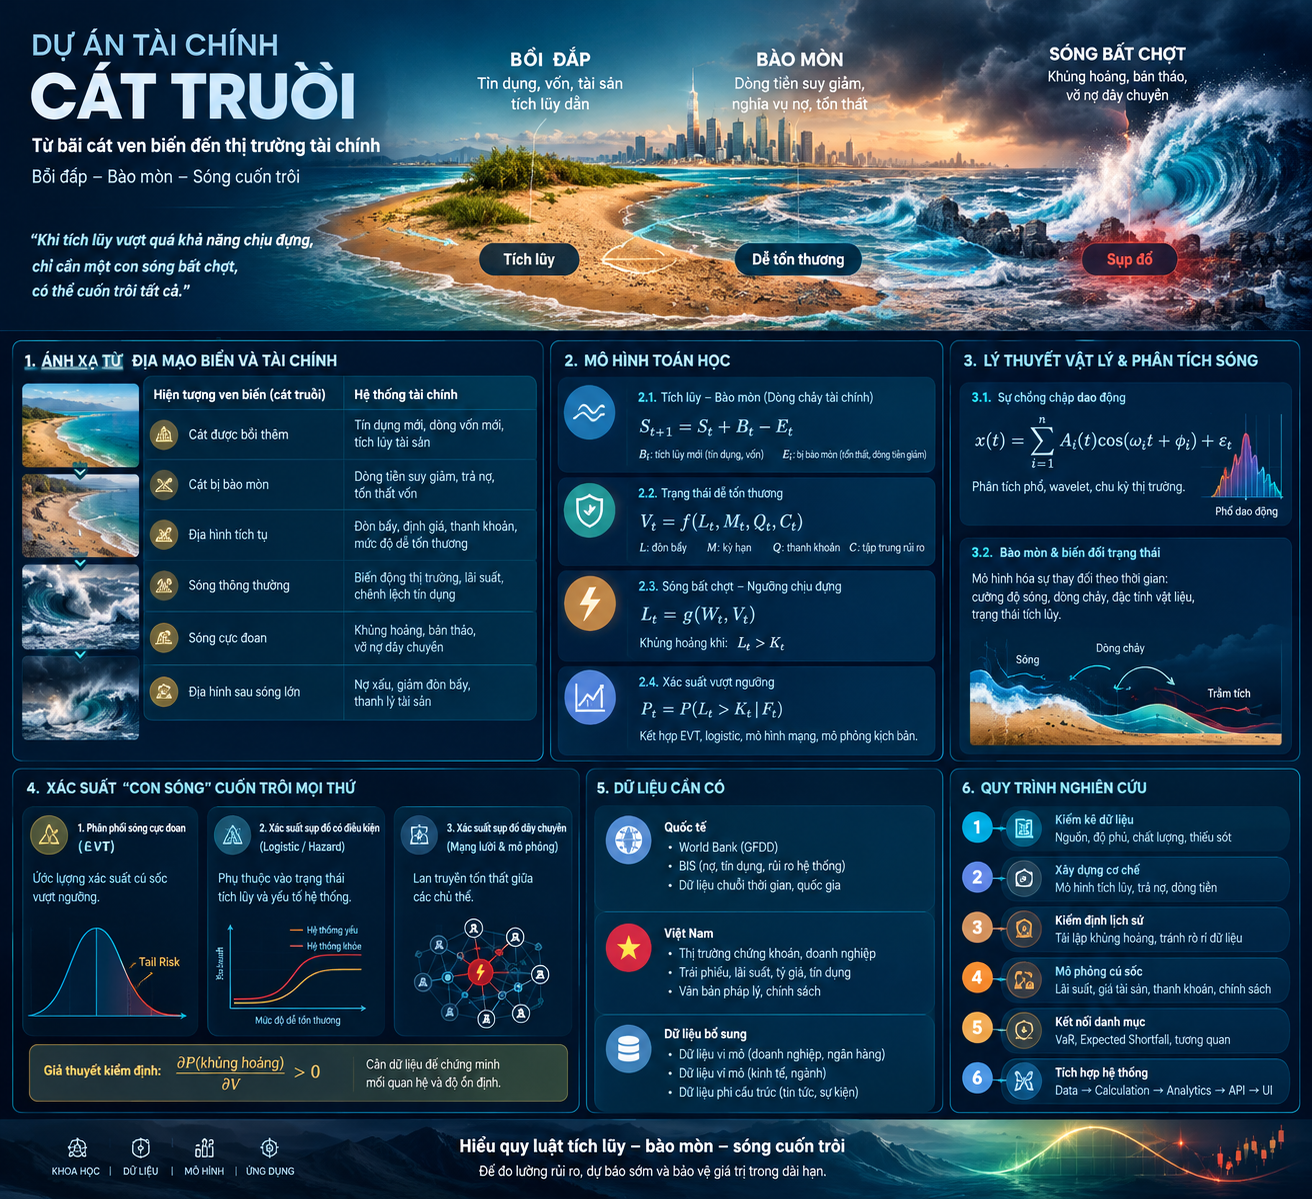 DỰ ÁN TÀI CHÍNH
CÁT TRUỒI
Từ bãi cát ven biển đến thị trường tài chính
Bồi đắp – Bào mòn – Sóng cuốn trôi
“Khi tích lũy vượt quá khả năng chịu đựng,
chỉ cần một con sóng bất chợt,
có thể cuốn trôi tất cả.”
BỒI ĐẮP
Tín dụng, vốn, tài sản
tích lũy dần
BÀO MÒN
Dòng tiền suy giảm,
nghĩa vụ nợ, tổn thất
SÓNG BẤT CHỢT
Khủng hoảng, bán tháo,
vỡ nợ dây chuyền
Tích lũy
Dễ tổn thương
Sụp đổ
1. ÁNH XẠ TỪ ĐỊA MẠO BIỂN VÀ TÀI CHÍNH
Hiện tượng ven biển (cát truồi)
Hệ thống tài chính
Cát được bồi thêm
Tín dụng mới, dòng vốn mới,
tích lũy tài sản
Cát bị bào mòn
Dòng tiền suy giảm, trả nợ,
tổn thất vốn
Địa hình tích tụ
Đòn bẩy, định giá, thanh khoản,
mức độ dễ tổn thương
Sóng thông thường
Biến động thị trường, lãi suất,
chênh lệch tín dụng
Sóng cực đoan
Khủng hoảng, bán tháo,
vỡ nợ dây chuyền
Địa hình sau sóng lớn
Nợ xấu, giảm đòn bẩy,
thanh lý tài sản
2. MÔ HÌNH TOÁN HỌC
2.1. Tích lũy – Bào mòn (Dòng chảy tài chính)
S_{t+1} = S_t + B_t − E_t
B_t: tích lũy mới (tín dụng, vốn) E_t: bị bào mòn (tổn thất, dòng tiền giảm)
2.2. Trạng thái dễ tổn thương
V_t = f(L_t, M_t, Q_t, C_t)
L: đòn bẩy M: kỳ hạn Q: thanh khoản C: tập trung rủi ro
2.3. Sóng bất chợt – Ngưỡng chịu đựng
L_t = g(W_t, V_t)
Khủng hoảng khi: L_t > K_t
2.4. Xác suất vượt ngưỡng
P_t = P(L_t > K_t | F_t)
Kết hợp EVT, logistic, mô hình mạng, mô phỏng kịch bản.
3. LÝ THUYẾT VẬT LÝ & PHÂN TÍCH SÓNG
3.1. Sự chồng chập dao động
x(t) = ∑_{i=1}^{n} A_i(t)cos(ω_i t + ϕ_i) + ε_t
Phân tích phổ, wavelet, chu kỳ thị trường.
Phổ dao động
3.2. Bào mòn & biến đổi trạng thái
Mô hình hóa sự thay đổi theo thời gian:
cường độ sóng, dòng chảy, đặc tính vật liệu,
trạng thái tích lũy.
Sóng
Dòng chảy
Trầm tích
4. XÁC SUẤT “CON SÓNG” CUỐN TRÔI MỌI THỨ
1. Phân phối sóng cực đoan
(EVT)
Ước lượng xác suất cú sốc
vượt ngưỡng.
Tail Risk
2. Xác suất sụp đổ có điều kiện
(Logistic / Hazard)
Phụ thuộc vào trạng thái
tích lũy và yếu tố hệ thống.
Hệ thống yếu
Hệ thống khỏe
Mức độ dễ tổn thương
3. Xác suất sụp đổ dây chuyền
(Mạng lưới & mô phỏng)
Lan truyền tổn thất giữa
các chủ thể.
Giả thuyết kiểm định: ∂P(khủng hoảng)/∂V > 0
Cần dữ liệu để chứng minh
mối quan hệ và độ ổn định.
5. DỮ LIỆU CẦN CÓ
Quốc tế
• World Bank (GFDD)
• BIS (nợ, tín dụng, rủi ro hệ thống)
• Dữ liệu chuỗi thời gian, quốc gia
Việt Nam
• Thị trường chứng khoán, doanh nghiệp
• Trái phiếu, lãi suất, tỷ giá, tín dụng
• Văn bản pháp lý, chính sách
Dữ liệu bổ sung
• Dữ liệu vi mô (doanh nghiệp, ngân hàng)
• Dữ liệu vĩ mô (kinh tế, ngành)
• Dữ liệu phi cấu trúc (tin tức, sự kiện)
6. QUY TRÌNH NGHIÊN CỨU
1
Kiểm kê dữ liệu
Nguồn, độ phủ, chất lượng, thiếu sót
2
Xây dựng cơ chế
Mô hình tích lũy, trả nợ, dòng tiền
3
Kiểm định lịch sử
Tái lập khủng hoảng, tránh rò rỉ dữ liệu
4
Mô phỏng cú sốc
Lãi suất, giá tài sản, thanh khoản, chính sách
5
Kết nối danh mục
VaR, Expected Shortfall, tương quan
6
Tích hợp hệ thống
Data → Calculation → Analytics → API → UI
KHOA HỌC | DỮ LIỆU | MÔ HÌNH | ỨNG DỤNG
Hiểu quy luật tích lũy – bào mòn – sóng cuốn trôi
Để đo lường rủi ro, dự báo sớm và bảo vệ giá trị trong dài hạn.